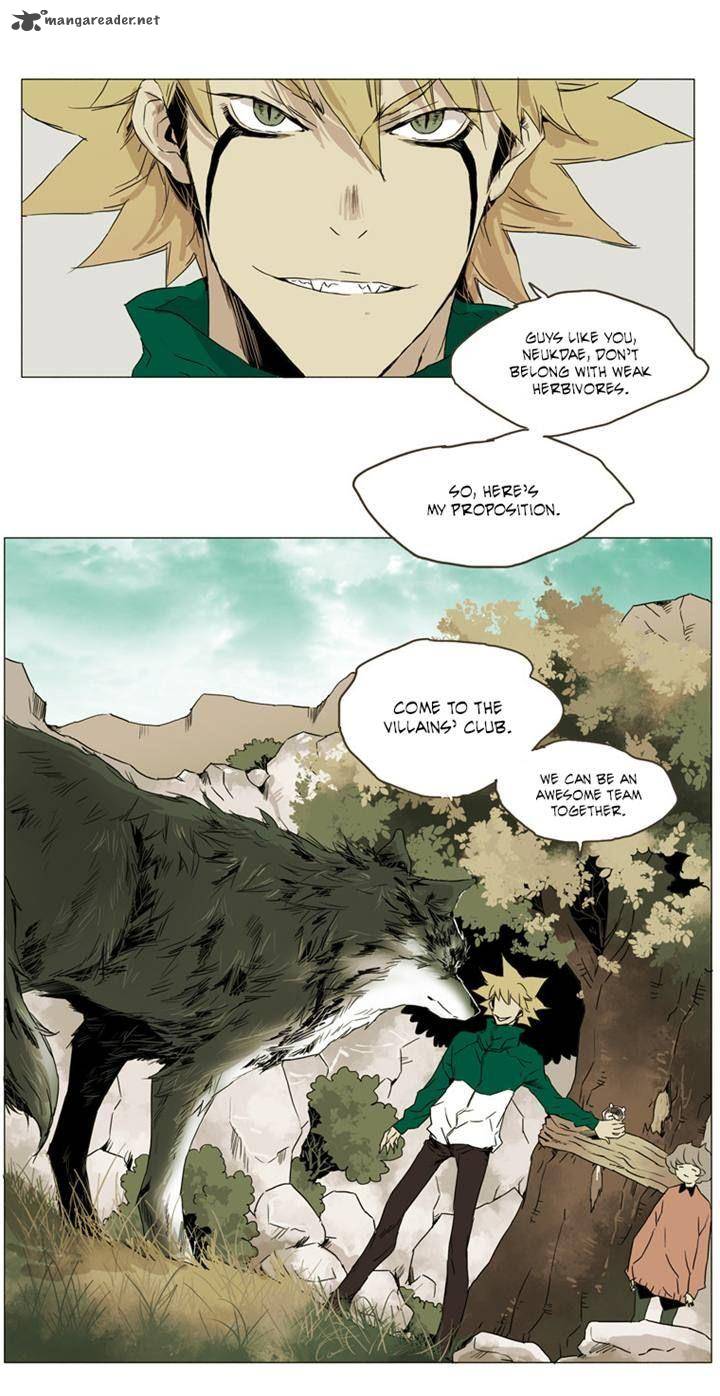 mangareader.net
GUYS LIKE YOU,
NEUKDAE, DON'T
BELONG WITH WEAK
HERBIVORES.
SO, HERE'S
MY PROPOSITION.
COME TO THE
VILLAINS' CLUB.
WE CAN BE AN
AWESOME TEAM
TOGETHER.